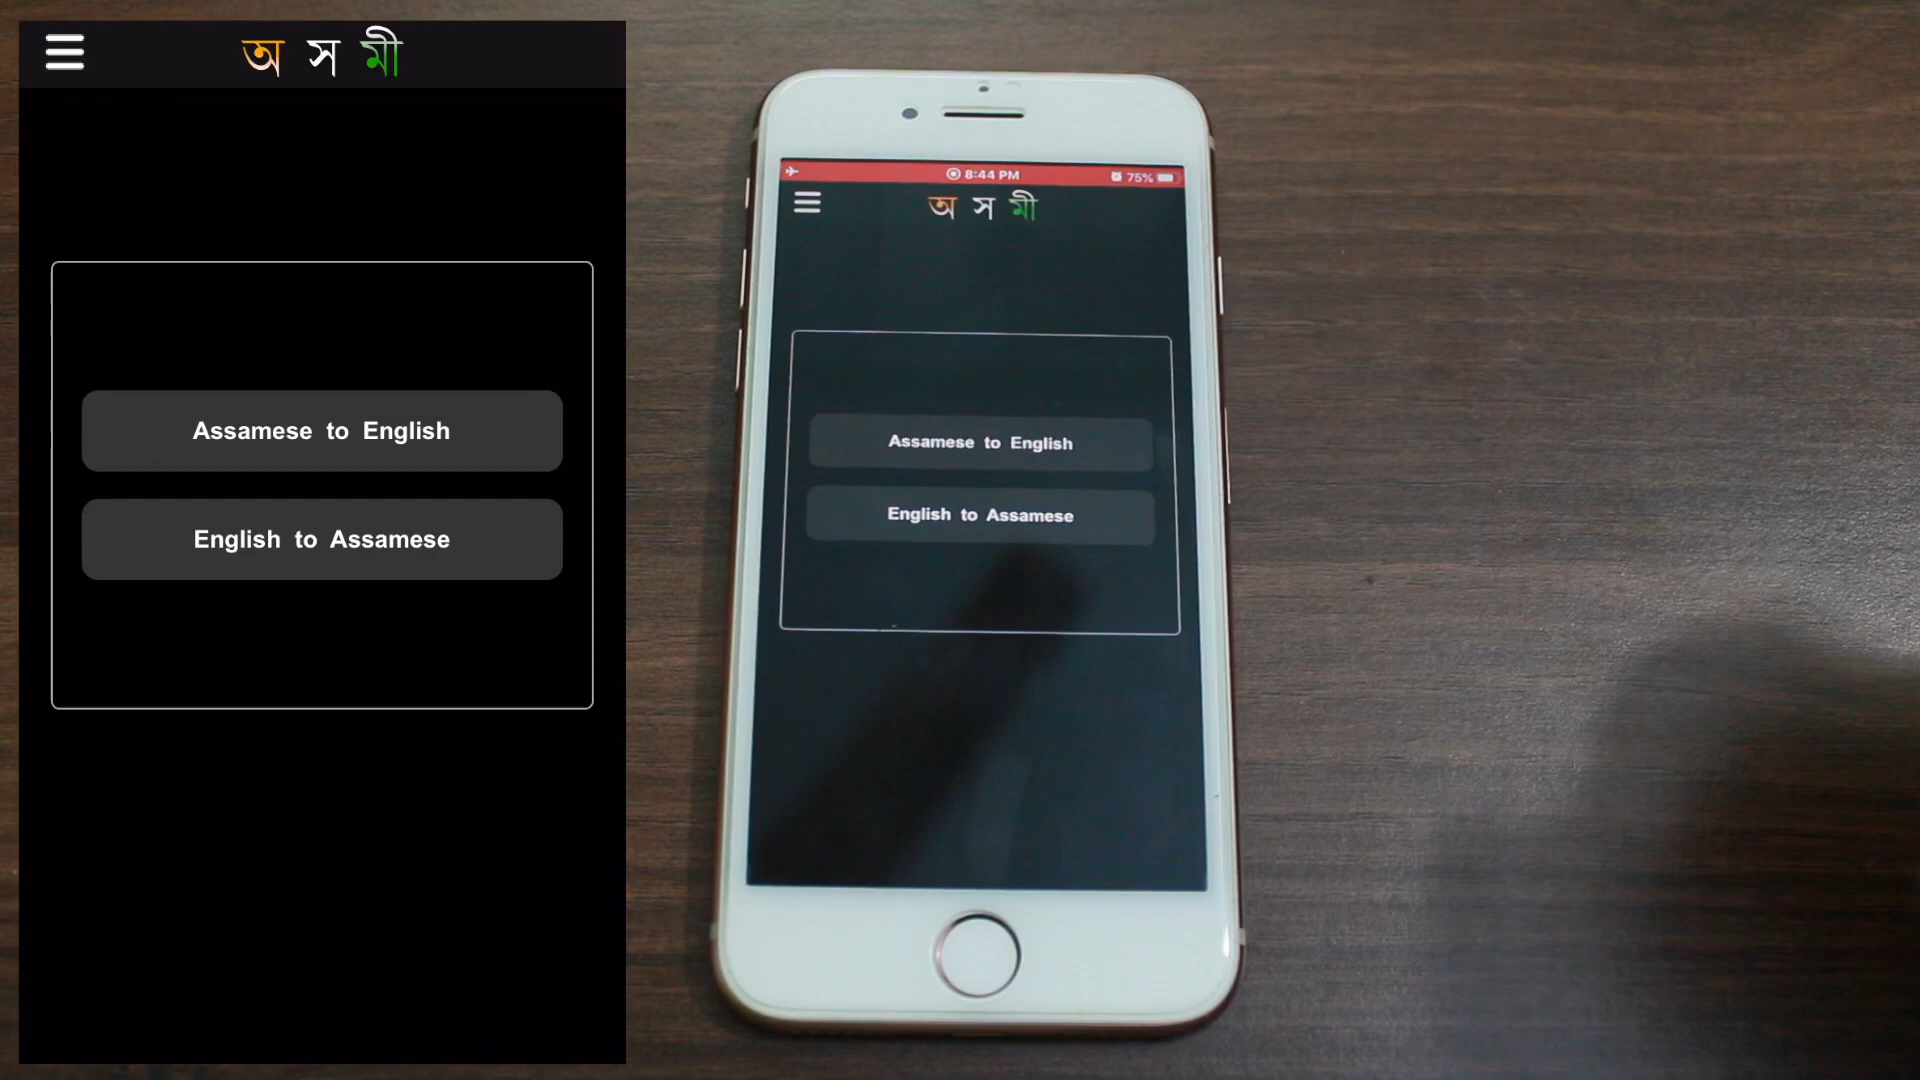 অ স মী
Assamese to English
English to Assamese
8:44 PM
75%
অ স মী
Assamese to English
English to Assamese